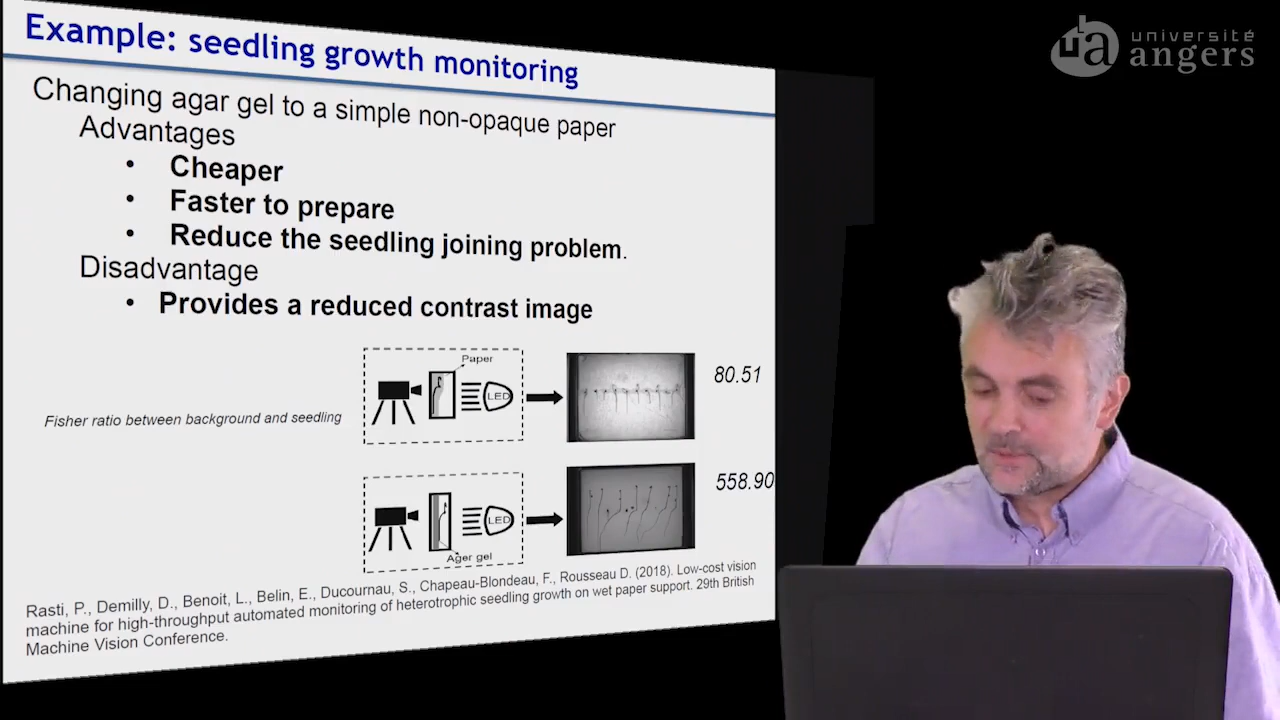 Example: seedling growth monitoring
université
angers
Changing agar gel to a simple non-opaque paper
Advantages
• Cheaper
• Faster to prepare
• Reduce the seedling joining problem.
Disadvantage
• Provides a reduced contrast image
Paper
LED
80.51
Fisher ratio between background and seedling
LED
558.90
Ager gel
Rasti, P., Demilly, D., Benoit, L., Belin, E., Ducournau, S., Chapeau-Blondeau, F., Rousseau D. (2018). Low-cost vision
machine for high-throughput automated monitoring of heterotrophic seedling growth on wet paper support. 29th British
Machine Vision Conference.